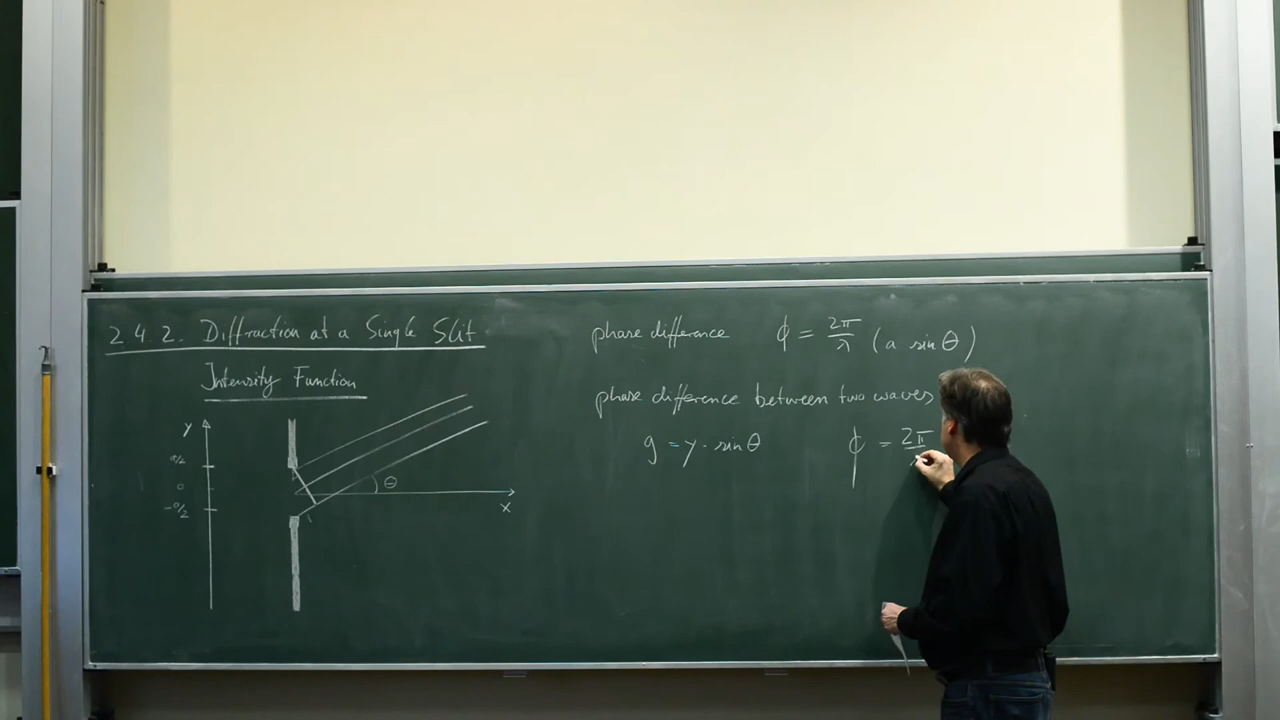 2.4.2. Diffraction at a Single Slit
Intensity Function
y
a/2
0
-a/2
θ
x
phase difference ϕ = 2π/λ (a sin θ)
phase difference between two waves
g = y · sin θ ϕ = 2π